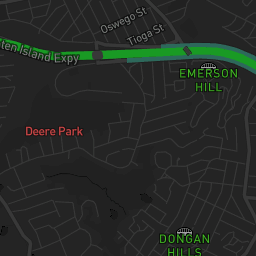 Oswego St
Tioga St
ten Island Expy
EMERSON
HILL
Deere Park
DONGAN
HILLS